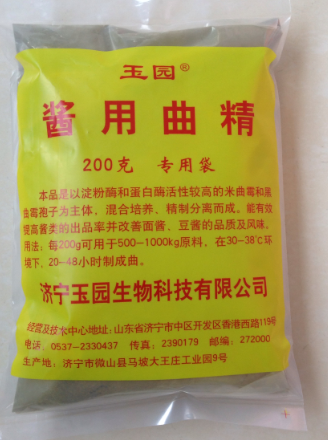 玉园®
酱用曲精
200克 专用袋
本品是以淀粉酶和蛋白酶活性较高的米曲霉和黑
曲霉孢子为主体，混合培养、精制分离而成。能有效
提高酱类的出品率并改善面酱、豆酱的品质及风味。
用法：每200g可用于500-1000kg原料，在30-38℃环
境下、20-48小时制成曲。
济宁玉园生物科技有限公司
经营及技术中心地址：山东省济宁市中区开发区香港西路119号
电话：0537-2330437 传真：2390179 邮编：272000
生产地：济宁市微山县马坡大王庄工业园9号